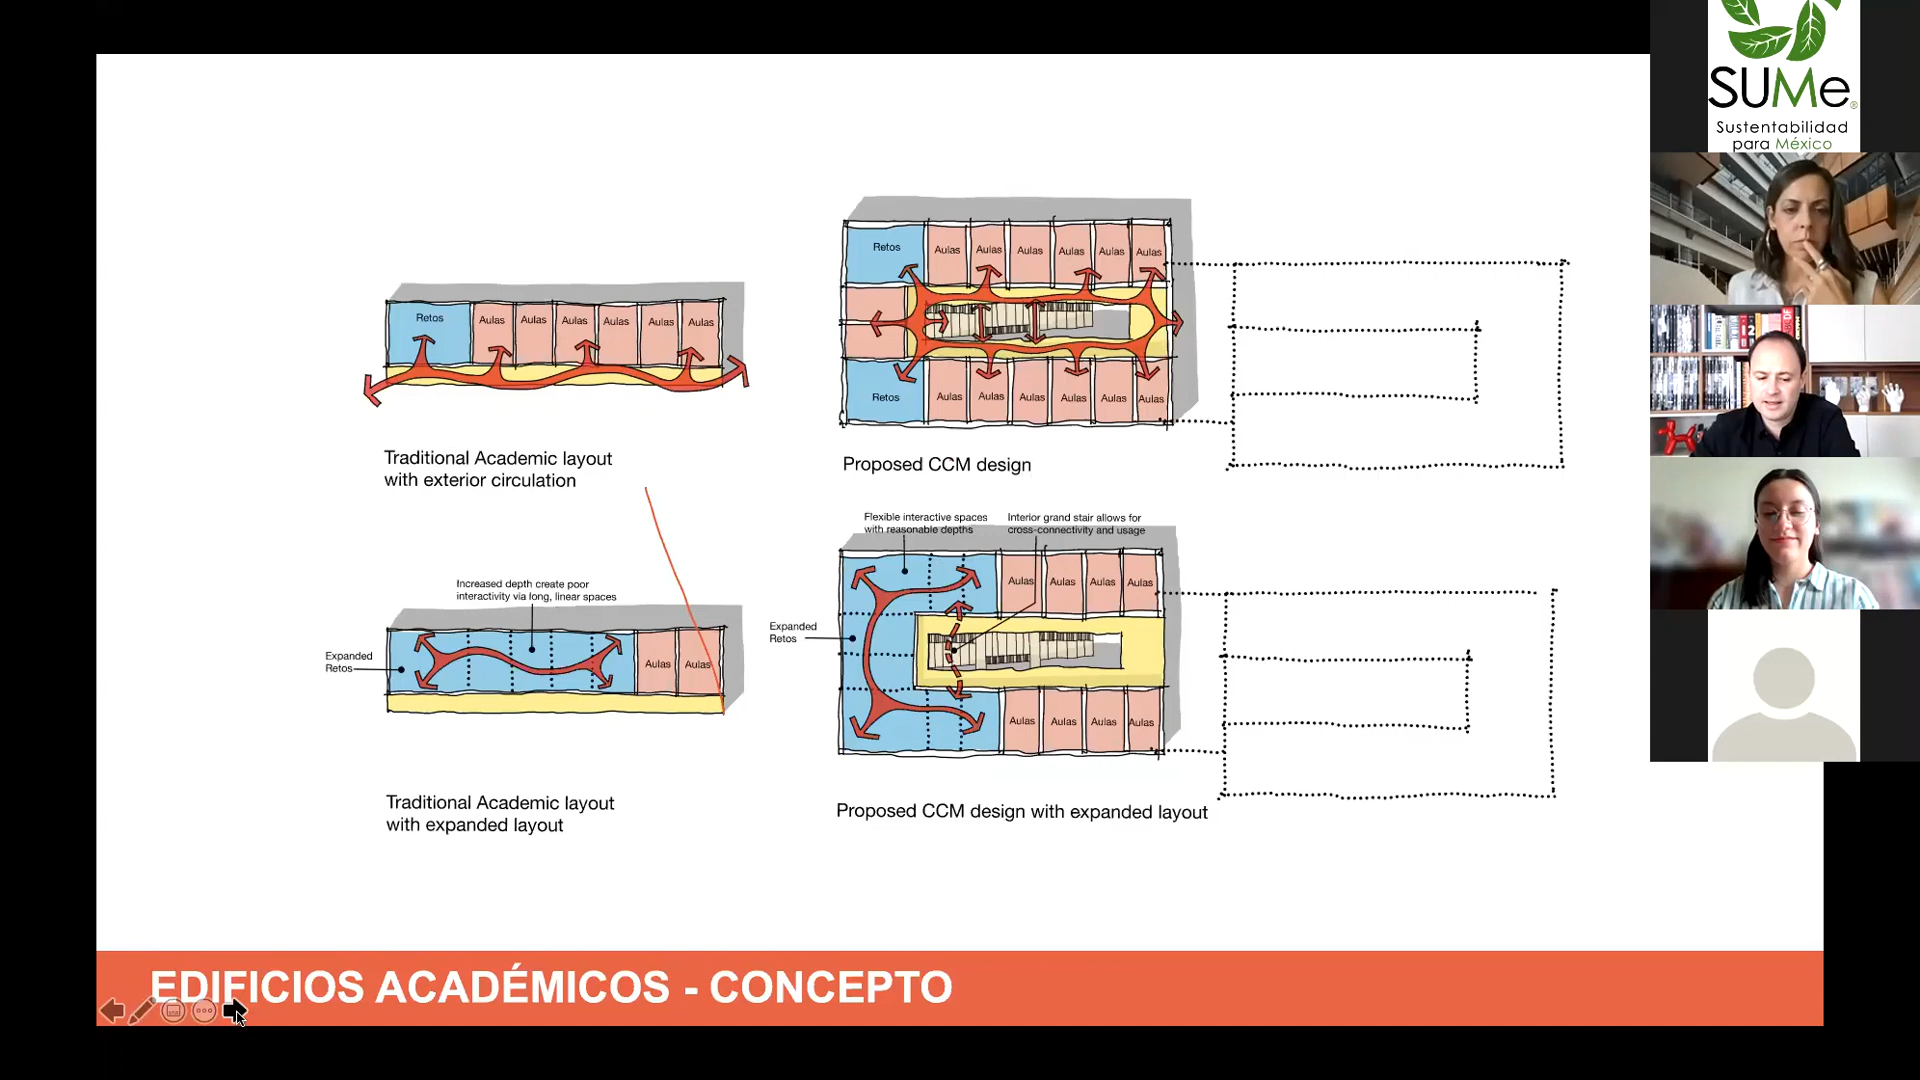 Retos
Aulas
Aulas
Aulas
Aulas
Aulas
Aulas
Traditional Academic layout
with exterior circulation
Retos
Aulas
Aulas
Aulas
Aulas
Aulas
Aulas
Retos
Aulas
Aulas
Aulas
Aulas
Aulas
Aulas
Proposed CCM design
Increased depth create poor
interactivity via long, linear spaces
Expanded
Retos
Aulas
Aulas
Traditional Academic layout
with expanded layout
Flexible interactive spaces
with reasonable depths
Interior grand stair allows for
cross-connectivity and usage
Expanded
Retos
Aulas
Aulas
Aulas
Aulas
Aulas
Aulas
Aulas
Aulas
Proposed CCM design with expanded layout
EDIFICIOS ACADÉMICOS - CONCEPTO
SUMe®
Sustentabilidad
para México